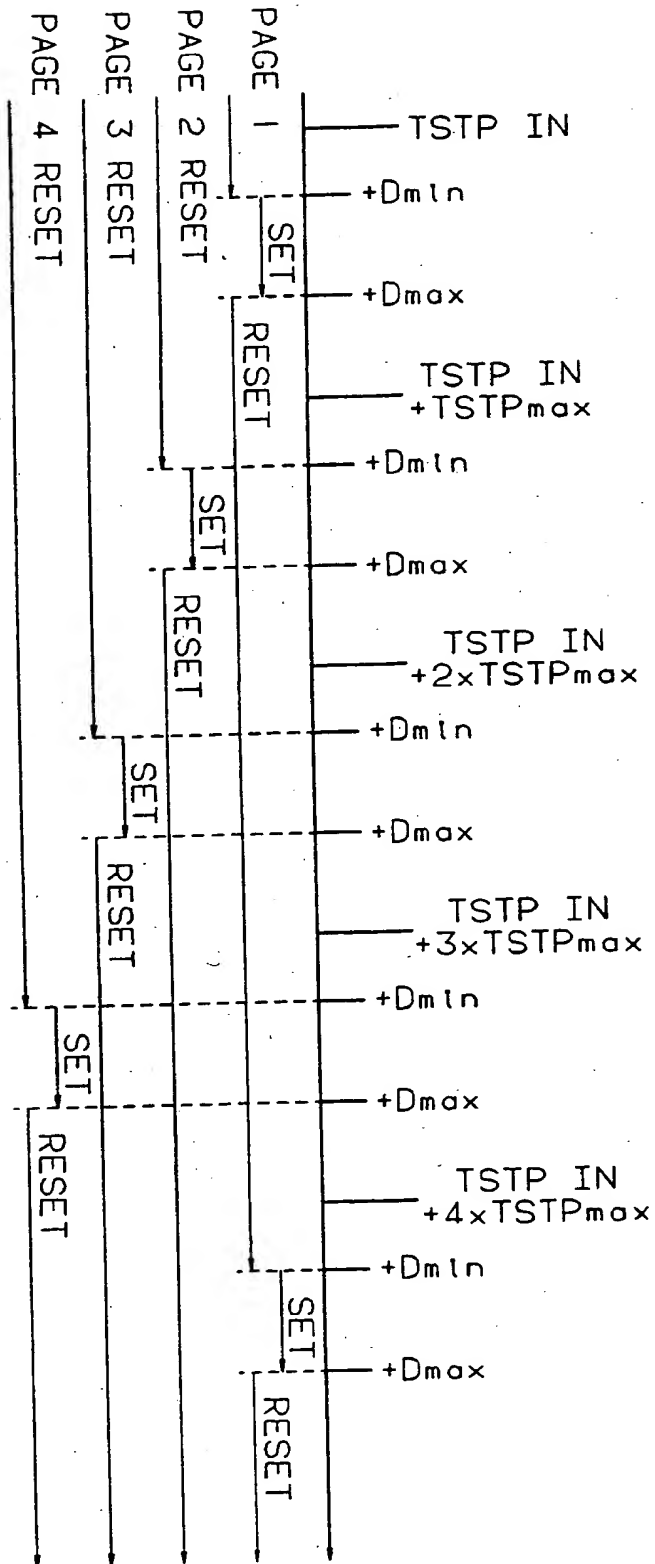 TSTP IN
+Dmin
+Dmax
TSTP IN
+TSTPmax
+Dmin
+Dmax
TSTP IN
+2xTSTPmax
+Dmin
+Dmax
TSTP IN
+3xTSTPmax
+Dmin
+Dmax
TSTP IN
+4xTSTPmax
+Dmin
+Dmax
PAGE 1
SET
RESET
SET
RESET
PAGE 2 RESET
SET
RESET
PAGE 3 RESET
SET
RESET
PAGE 4 RESET
SET
RESET